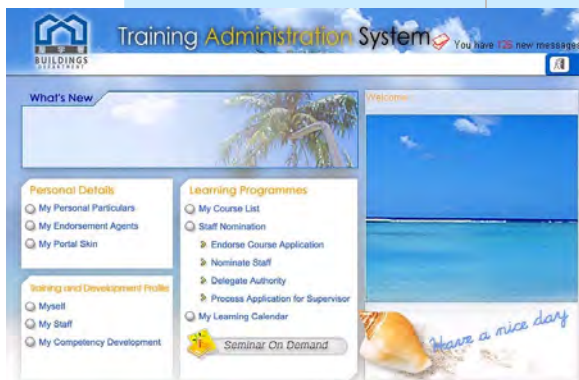 Training Administration System
You have 126 new message
BUILDINGS
DEPARTMENT
What's New
Welcome
Personal Details
My Personal Particulars
My Endorsement Agents
My Portal Skin
Training and Development Profile
Myself
My Staff
My Competency Development
Learning Programmes
My Course List
Staff Nomination
Endorse Course Application
Nominate Staff
Delegate Authority
Process Application for Supervisor
My Learning Calendar
Seminar On Demand
Have a nice day